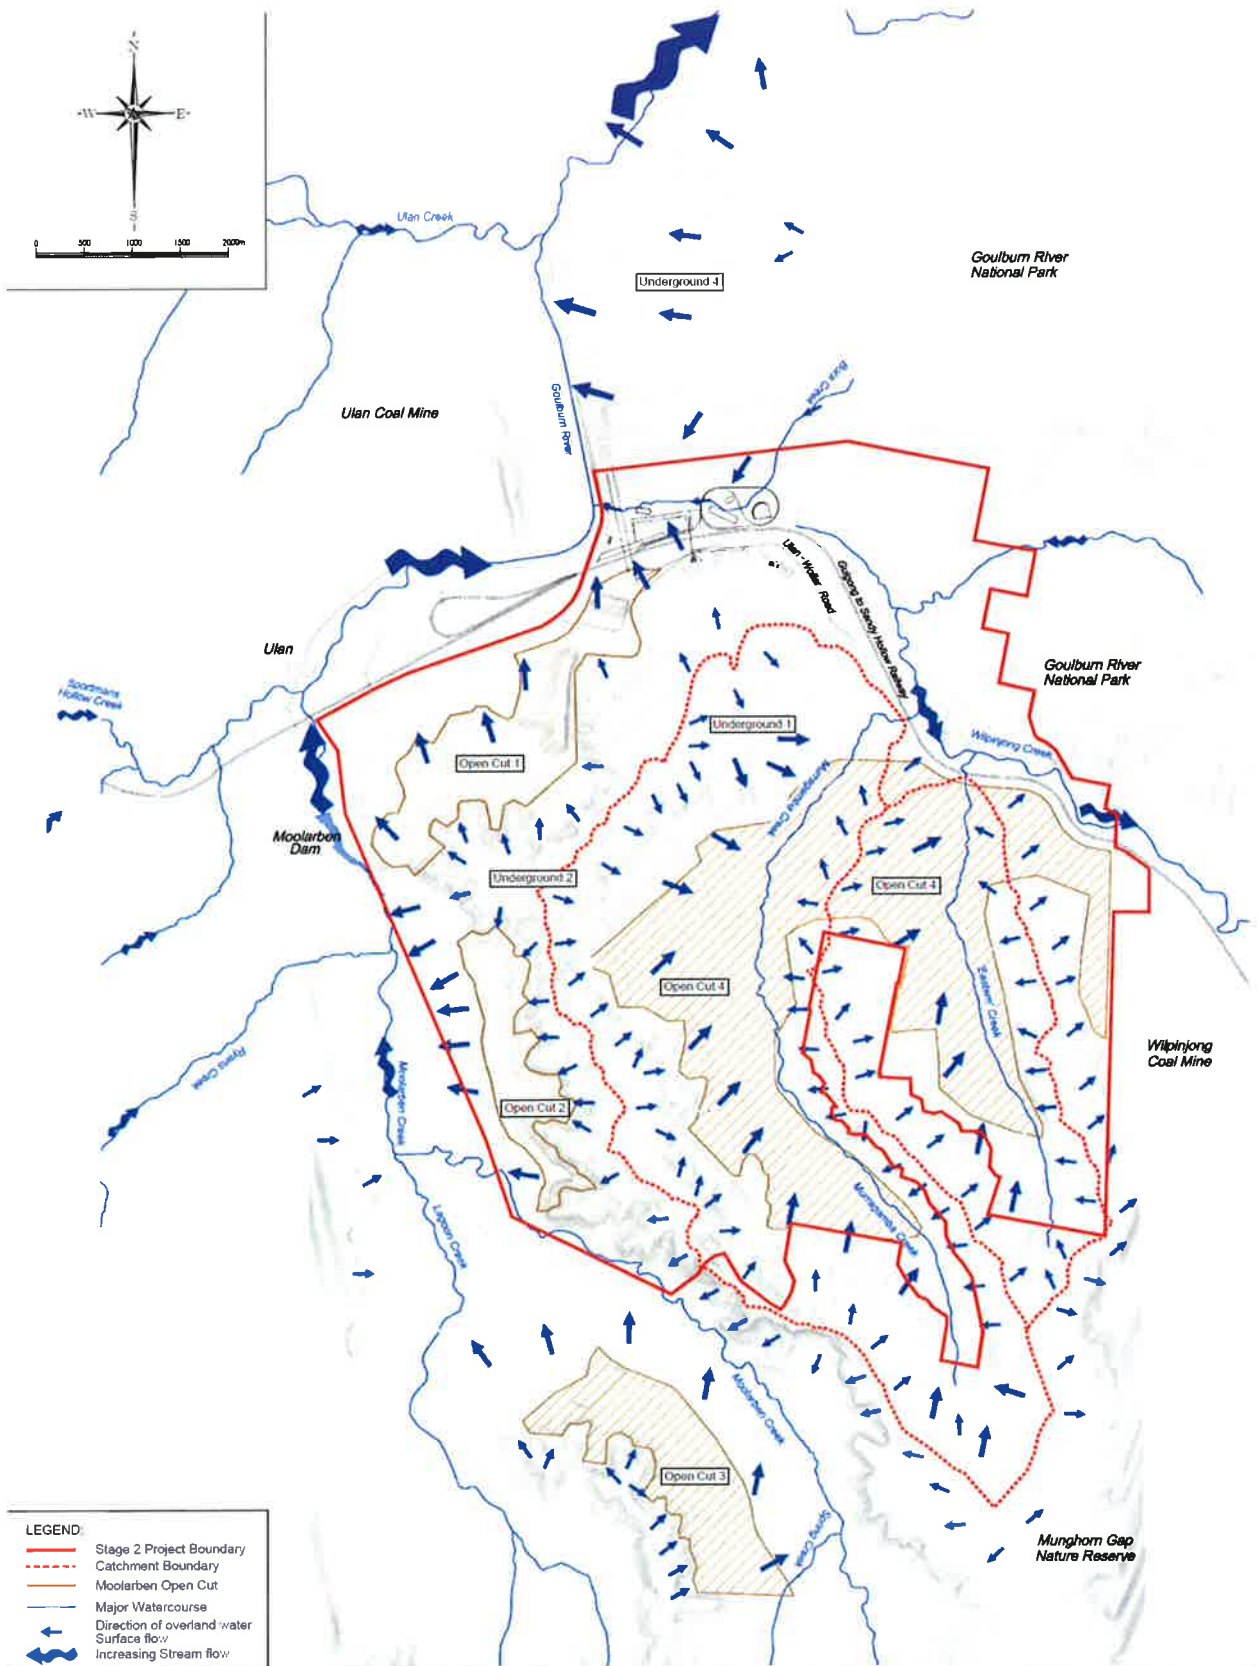 N
W
E
S
0 500 1000 1500 2000m
Ulan Creek
Goulburn River
National Park
Underground 4
Bora Creek
Ulan Coal Mine
Goulburn River
Ulan - Wollar Road
Gulgong to Sandy Hollow Railway
Ulan
Goulburn River
National Park
Sportmans
Hollow Creek
Underground 1
Wilpinjong Creek
Open Cut 1
Murragamba Creek
Moolarben
Dam
Underground 2
Open Cut 4
Open Cut 4
'Eastern' Creek
Wilpinjong
Coal Mine
Ryans Creek
Moolarben Creek
Open Cut 2
Murragamba Creek
Lagoon Creek
Moolarben Creek
Open Cut 3
Spring Creek
Munghorn Gap
Nature Reserve
LEGEND:
Stage 2 Project Boundary
Catchment Boundary
Moolarben Open Cut
Major Watercourse
Direction of overland water
Surface flow
Increasing Stream flow